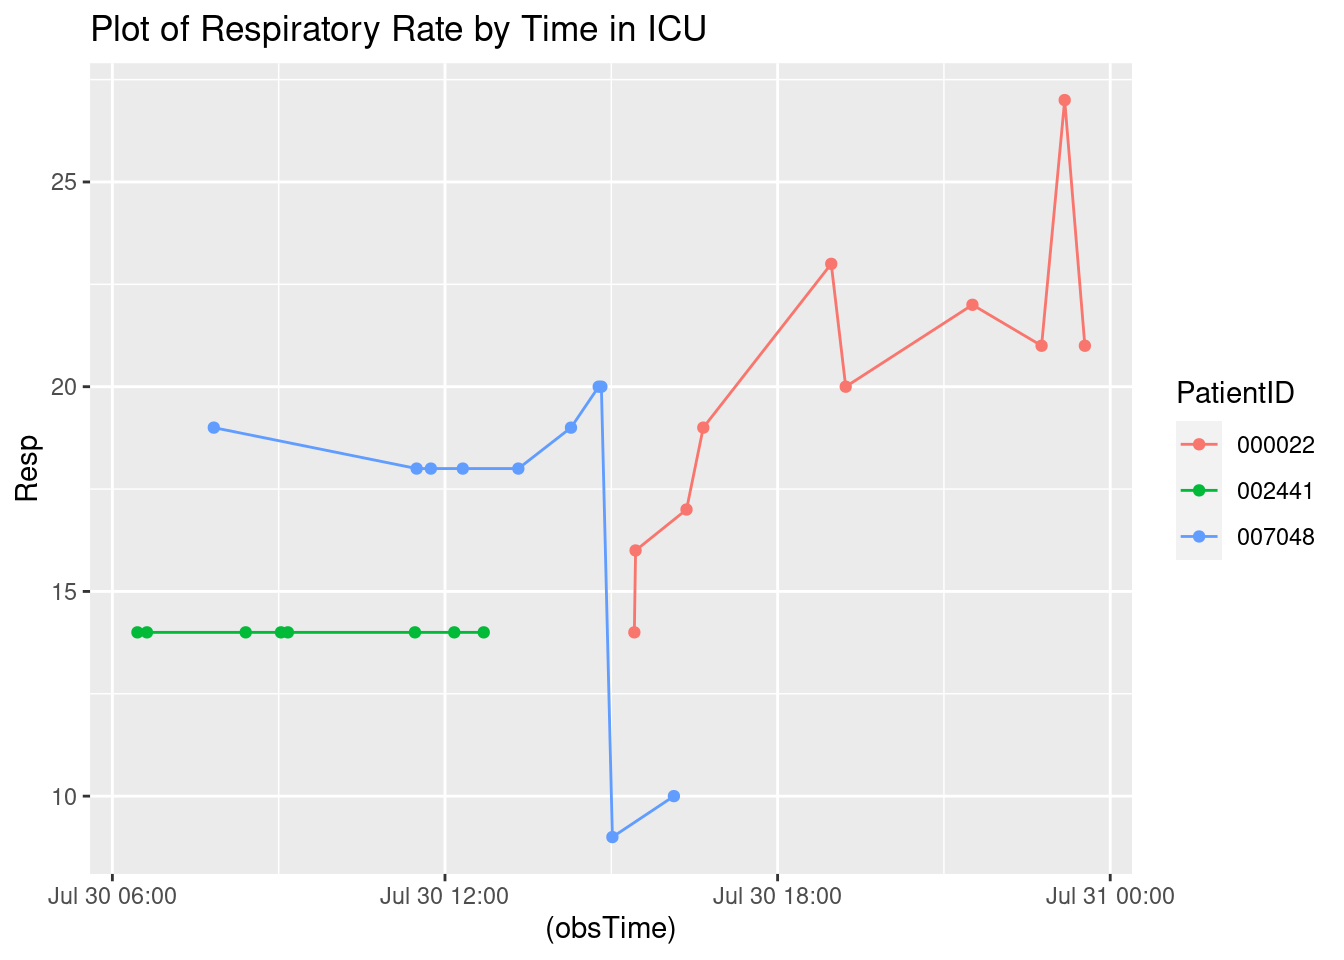 Plot of Respiratory Rate by Time in ICU
25
20
15
10
Resp
Jul 30 06:00
Jul 30 12:00
Jul 30 18:00
Jul 31 00:00
(obsTime)
PatientID
000022
002441
007048